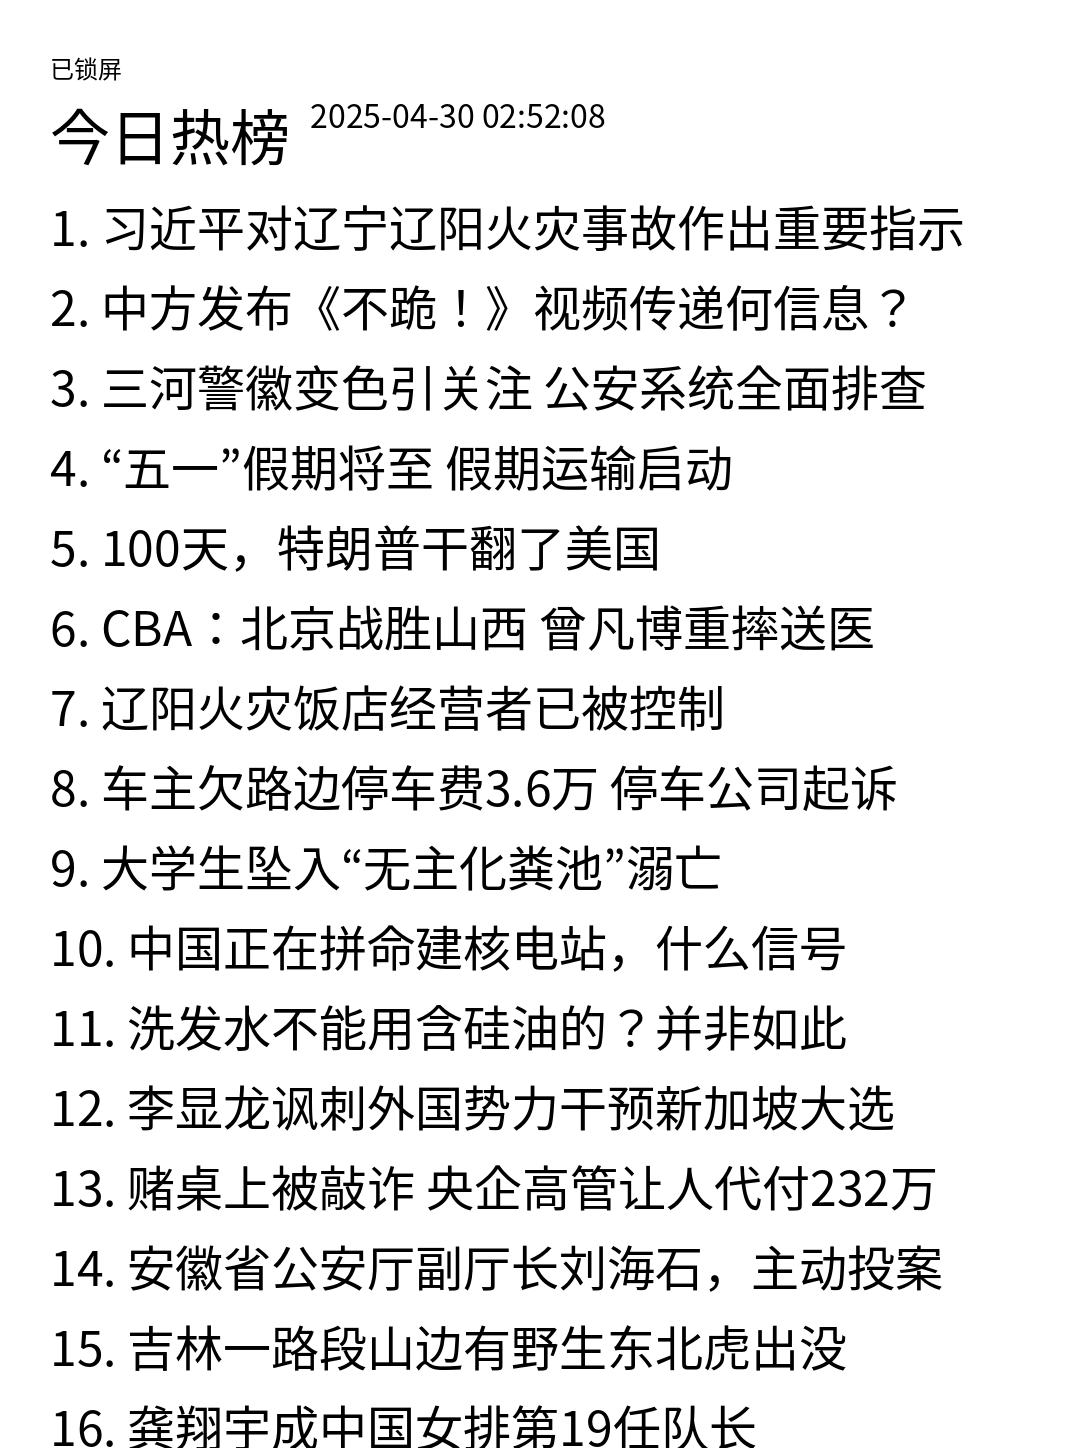 已锁屏
今日热榜 2025-04-30 02:52:08
1. 习近平对辽宁辽阳火灾事故作出重要指示
2. 中方发布《不跪！》视频传递何信息？
3. 三河警徽变色引关注 公安系统全面排查
4. “五一”假期将至 假期运输启动
5. 100天，特朗普干翻了美国
6. CBA：北京战胜山西 曾凡博重摔送医
7. 辽阳火灾饭店经营者已被控制
8. 车主欠路边停车费3.6万 停车公司起诉
9. 大学生坠入“无主化粪池”溺亡
10. 中国正在拼命建核电站，什么信号
11. 洗发水不能用含硅油的？并非如此
12. 李显龙讽刺外国势力干预新加坡大选
13. 赌桌上被敲诈 央企高管让人代付232万
14. 安徽省公安厅副厅长刘海石，主动投案
15. 吉林一路段山边有野生东北虎出没
16. 龚翔宇成中国女排第19任队长